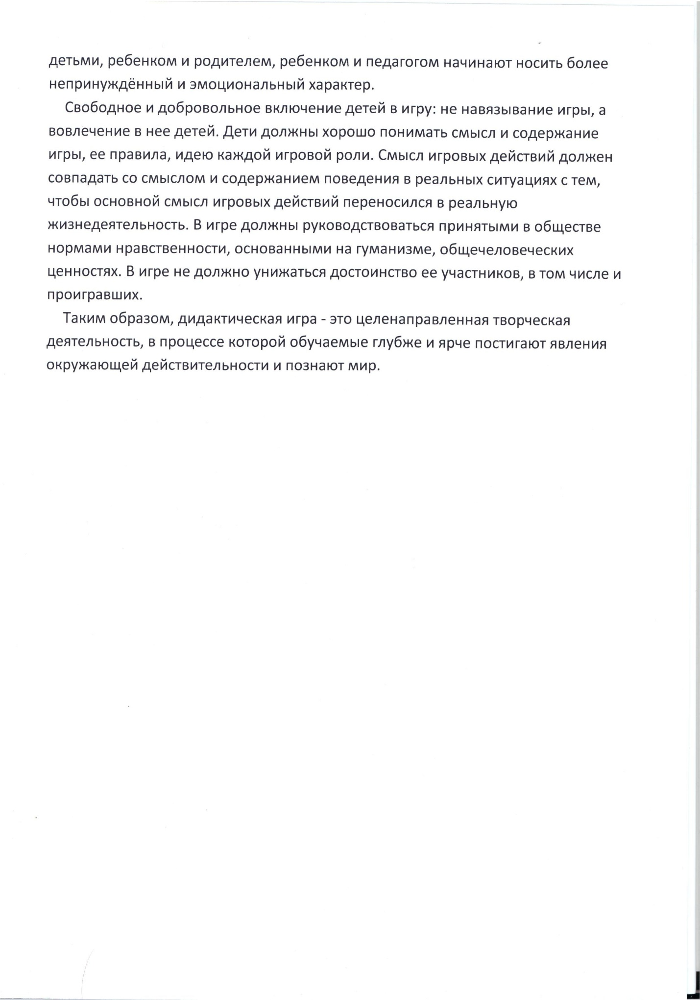 детьми, ребенком и родителем, ребенком и педагогом начинают носить более
непринуждённый и эмоциональный характер.
Свободное и добровольное включение детей в игру: не навязывание игры, а
вовлечение в нее детей. Дети должны хорошо понимать смысл и содержание
игры, ее правила, идею каждой игровой роли. Смысл игровых действий должен
совпадать со смыслом и содержанием поведения в реальных ситуациях с тем,
чтобы основной смысл игровых действий переносился в реальную
жизнедеятельность. В игре должны руководствоваться принятыми в обществе
нормами нравственности, основанными на гуманизме, общечеловеческих
ценностях. В игре не должно унижаться достоинство ее участников, в том числе и
проигравших.
Таким образом, дидактическая игра - это целенаправленная творческая
деятельность, в процессе которой обучаемые глубже и ярче постигают явления
окружающей действительности и познают мир.